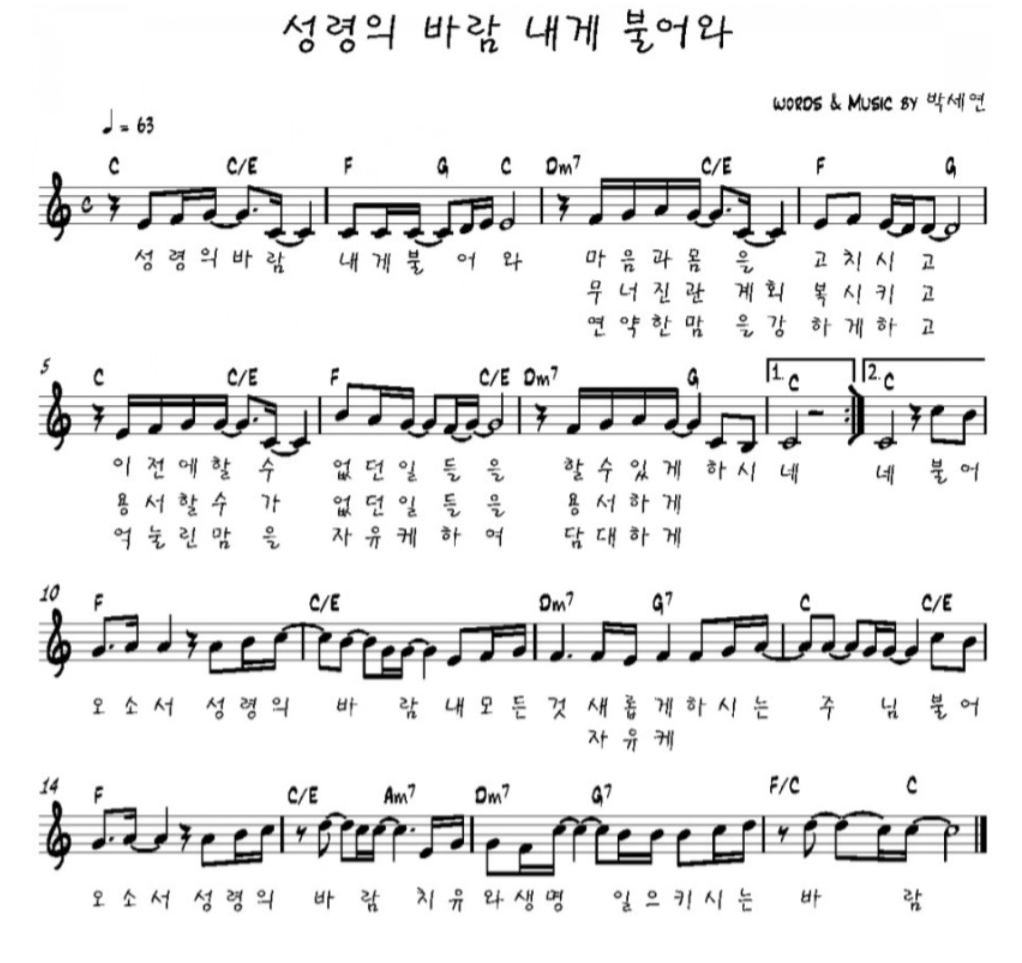 성령의 바람 내게 불어와
WORDS & MUSIC BY 박세연
♩ = 63
C C/E F G C Dm7 C/E F G
성 령 의 바 람 내 게 불 어 와 마 음 과 몸 을 고 치 시 고
무 너 진 관 계 회 복 시 키 고
연 약 한 맘 을 강 하 게 하 고
5
C C/E F C/E Dm7 G 1. C 2. C
이 전 에 할 수 없 던 일 들 을 할 수 있 게 하 시 네 네 불 어
용 서 할 수 가 없 던 일 들 을 용 서 하 게
억 눌 린 맘 을 자 유 케 하 여 담 대 하 게
10
F C/E Dm7 G7 C C/E
오 소 서 성 령 의 바 람 내 모 든 것 새 롭 게 하 시 는 주 님 불 어
자 유 케
14
F C/E Am7 Dm7 G7 F/C C
오 소 서 성 령 의 바 람 치 유 와 생 명 일 으 키 시 는 바 람